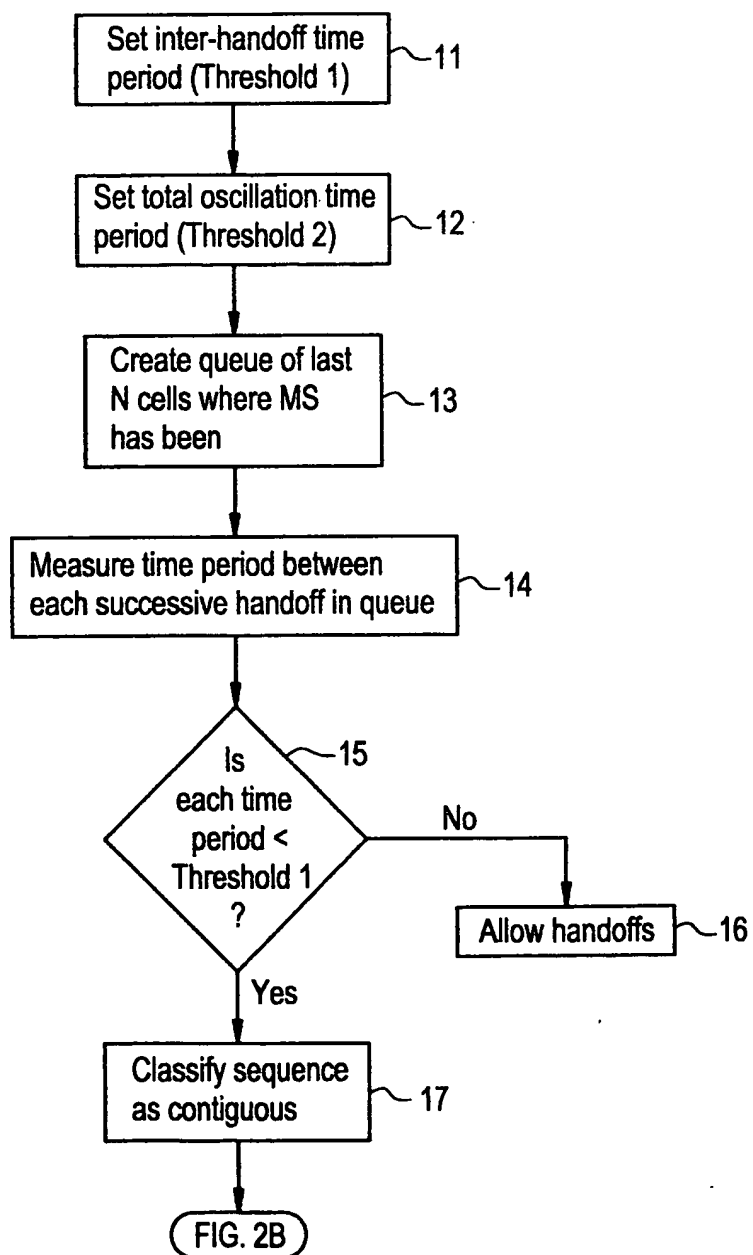 Set inter-handoff time
period (Threshold 1)
11
Set total oscillation time
period (Threshold 2)
12
Create queue of last
N cells where MS
has been
13
Measure time period between
each successive handoff in queue
14
Is
each time
period <
Threshold 1
?
15
No
Allow handoffs
16
Yes
Classify sequence
as contiguous
17
FIG. 2B